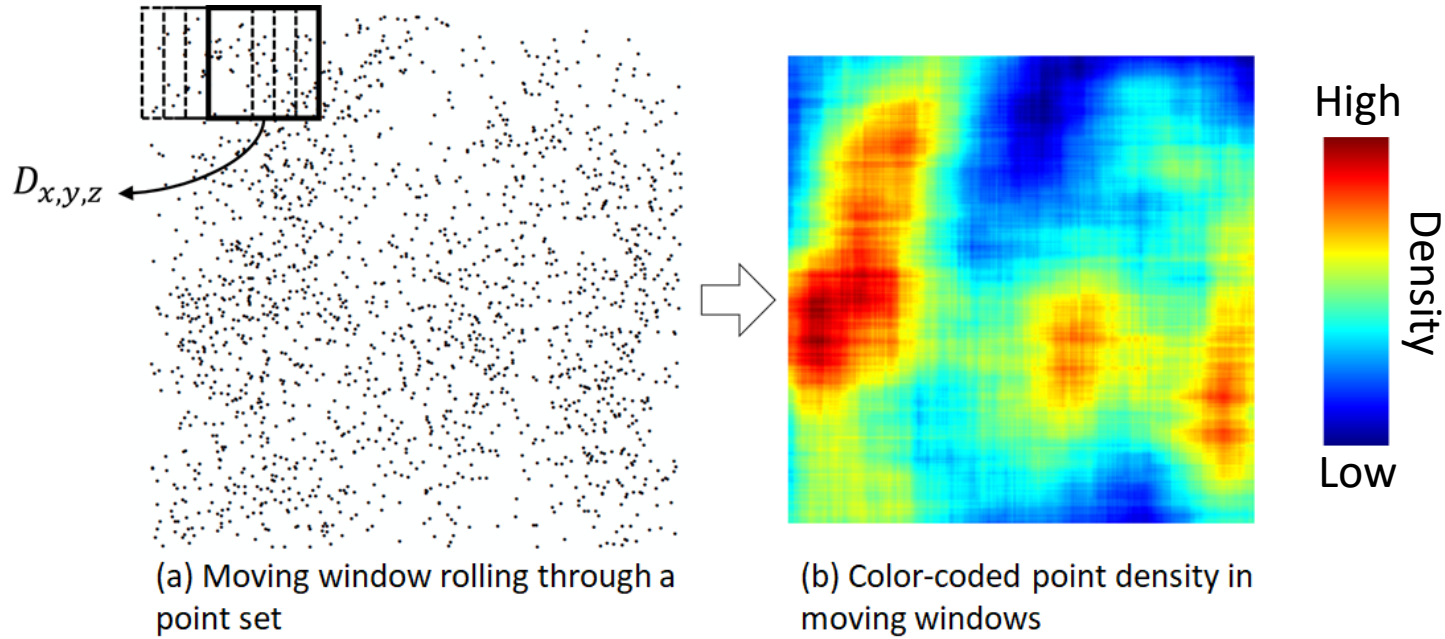 D_{x,y,z}
(a) Moving window rolling through a
point set
(b) Color-coded point density in
moving windows
High
Density
Low